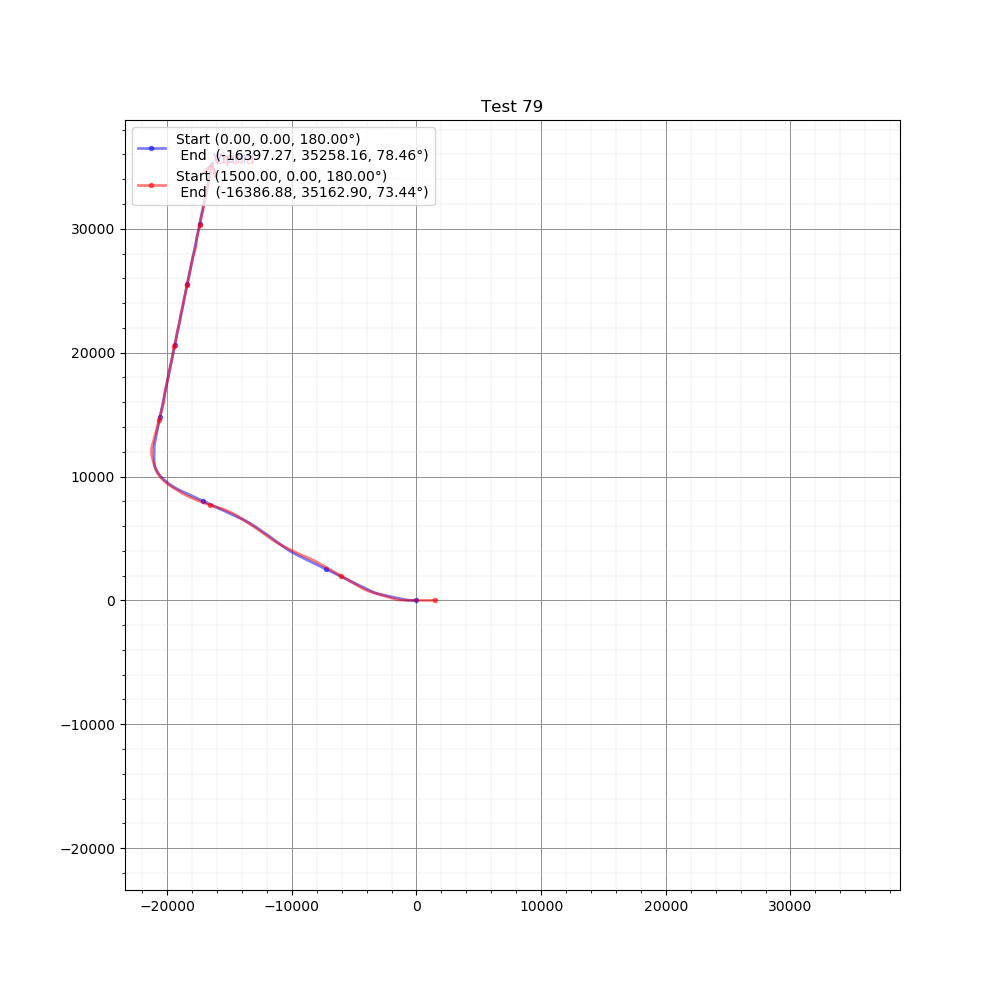 Test 79
Start (0.00, 0.00, 180.00°)
End (-16397.27, 35258.16, 78.46°)
Start (1500.00, 0.00, 180.00°)
End (-16386.88, 35162.90, 73.44°)
30000
20000
10000
0
−10000
−20000
−20000 −10000 0 10000 20000 30000